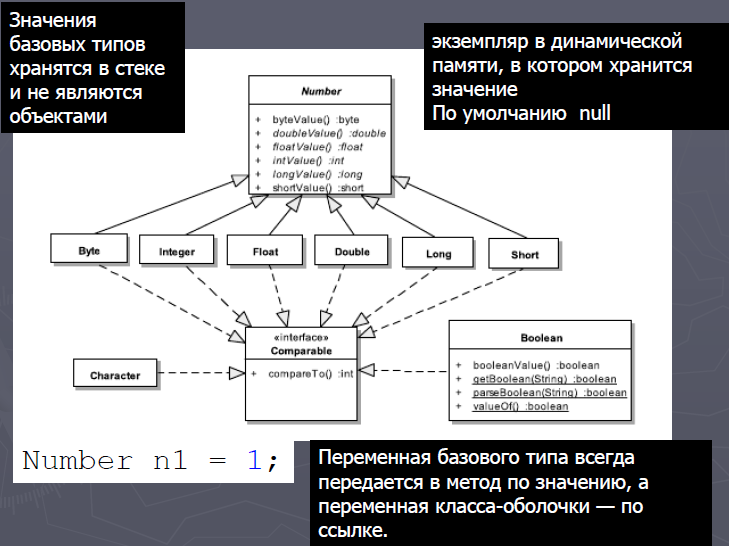 Значения
базовых типов
хранятся в стеке
и не являются
объектами
экземпляр в динамической
памяти, в котором хранится
значение
По умолчанию null
Number
+ byteValue() :byte
+ doubleValue() :double
+ floatValue() :float
+ intValue() :int
+ longValue() :long
+ shortValue() :short
Byte
Integer
Float
Double
Long
Short
«interface»
Comparable
+ compareTo() :int
Character
Boolean
+ booleanValue() :boolean
+ getBoolean(String) :boolean
+ parseBoolean(String) :boolean
+ valueOf() :boolean
Number n1 = 1;
Переменная базового типа всегда
передается в метод по значению, а
переменная класса-оболочки — по
ссылке.